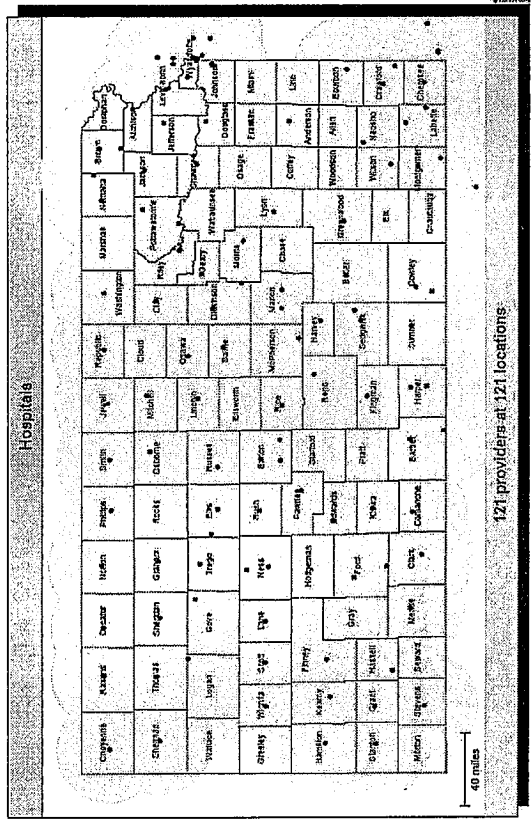 Hospitals
Cheyenne
Rawlins
Decatur
Norton
Phillips
Smith
Jewell
Republic
Washington
Marshall
Nemaha
Brown
Doniphan
Sherman
Thomas
Sheridan
Graham
Rooks
Osborne
Mitchell
Cloud
Clay
Riley
Pottawatomie
Jackson
Atchison
Jefferson
Wallace
Logan
Gove
Trego
Ellis
Russell
Lincoln
Ottawa
Saline
Dickinson
Geary
Wabaunsee
Douglas
Johnson
Greeley
Wichita
Scott
Lane
Ness
Rush
Barton
Ellsworth
Rice
McPherson
Marion
Morris
Chase
Lyon
Osage
Coffey
Franklin
Anderson
Miami
Linn
Hamilton
Kearny
Finney
Hodgeman
Pawnee
Stafford
Edwards
Reno
Harvey
Sedgwick
Butler
Greenwood
Woodson
Allen
Bourbon
Stanton
Grant
Haskell
Gray
Ford
Kiowa
Pratt
Kingman
Elk
Wilson
Neosho
Crawford
Morton
Stevens
Seward
Meade
Clark
Comanche
Barber
Harper
Sumner
Cowley
Chautauqua
Montgomery
Labette
Cherokee
40 miles
121 providers at 121 locations